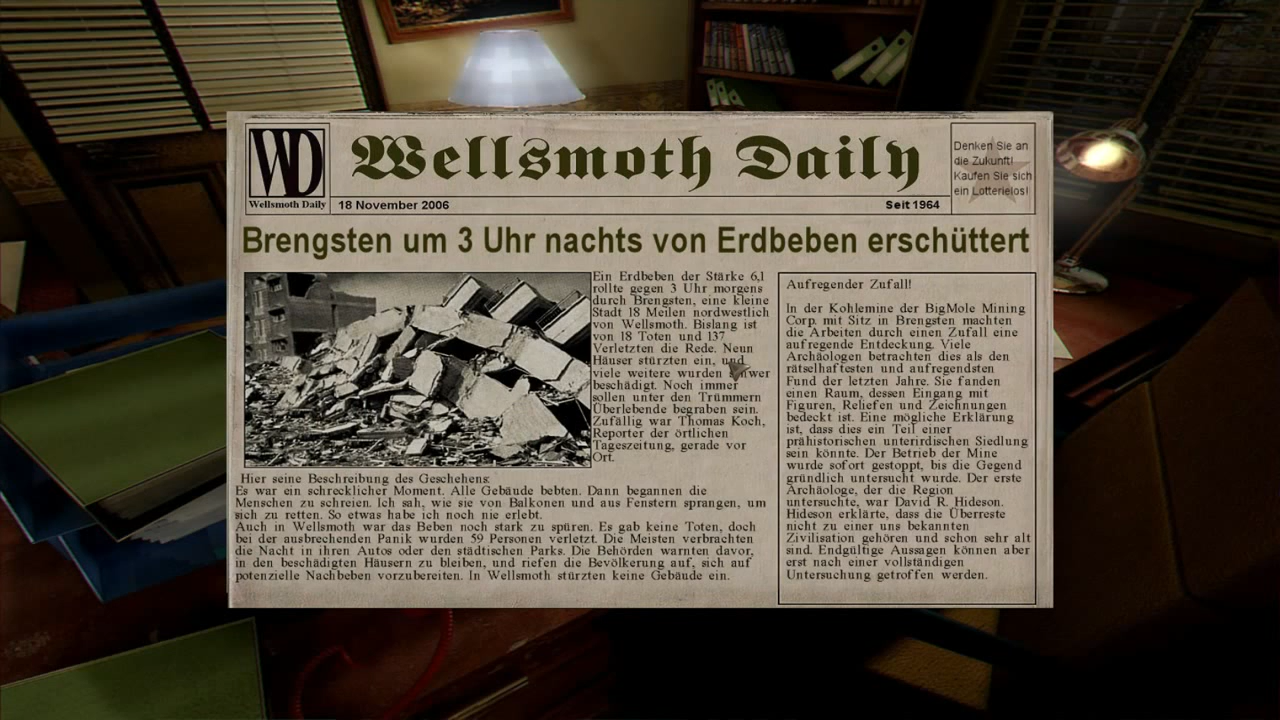 WD
Wellsmoth Daily
Wellsmoth Daily
18 November 2006
Seit 1964
Denken Sie an
die Zukunft!
Kaufen Sie sich
ein Lotterielos!
Brengsten um 3 Uhr nachts von Erdbeben erschüttert
Ein Erdbeben der Stärke 6,1
rollte gegen 3 Uhr morgens
durch Brengsten, eine kleine
Stadt 18 Meilen nordwestlich
von Wellsmoth. Bislang ist
von 18 Toten und 137
Verletzten die Rede. Neun
Häuser stürzten ein, und
viele weitere wurden schwer
beschädigt. Noch immer
sollen unter den Trümmern
Überlebende begraben sein.
Zufällig war Thomas Koch,
Reporter der örtlichen
Tageszeitung, gerade vor
Ort.
Hier seine Beschreibung des Geschehens:
Es war ein schrecklicher Moment. Alle Gebäude bebten. Dann begannen die
Menschen zu schreien. Ich sah, wie sie von Balkonen und aus Fenstern sprangen, um
sich zu retten. So etwas habe ich noch nie erlebt.
Auch in Wellsmoth war das Beben noch stark zu spüren. Es gab keine Toten, doch
bei der ausbrechenden Panik wurden 59 Personen verletzt. Die Meisten verbrachten
die Nacht in ihren Autos oder den städtischen Parks. Die Behörden warnten davor,
in den beschädigten Häusern zu bleiben, und riefen die Bevölkerung auf, sich auf
potenzielle Nachbeben vorzubereiten. In Wellsmoth stürzten keine Gebäude ein.
Aufregender Zufall!
In der Kohlemine der BigMole Mining
Corp. mit Sitz in Brengsten machten
die Arbeiten durch einen Zufall eine
aufregende Entdeckung. Viele
Archäologen betrachten dies als den
rätselhaftesten und aufregendsten
Fund der letzten Jahre. Sie fanden
einen Raum, dessen Eingang mit
Figuren, Reliefen und Zeichnungen
bedeckt ist. Eine mögliche Erklärung
ist, dass dies ein Teil einer
prähistorischen unterirdischen Siedlung
sein könnte. Der Betrieb der Mine
wurde sofort gestoppt, bis die Gegend
gründlich untersucht wurde. Der erste
Archäologe, der die Region
untersuchte, war David R. Hideson.
Hideson erklärte, dass die Überreste
nicht zu einer uns bekannten
Zivilisation gehören und schon sehr alt
sind. Endgültige Aussagen können aber
erst nach einer vollständigen
Untersuchung getroffen werden.